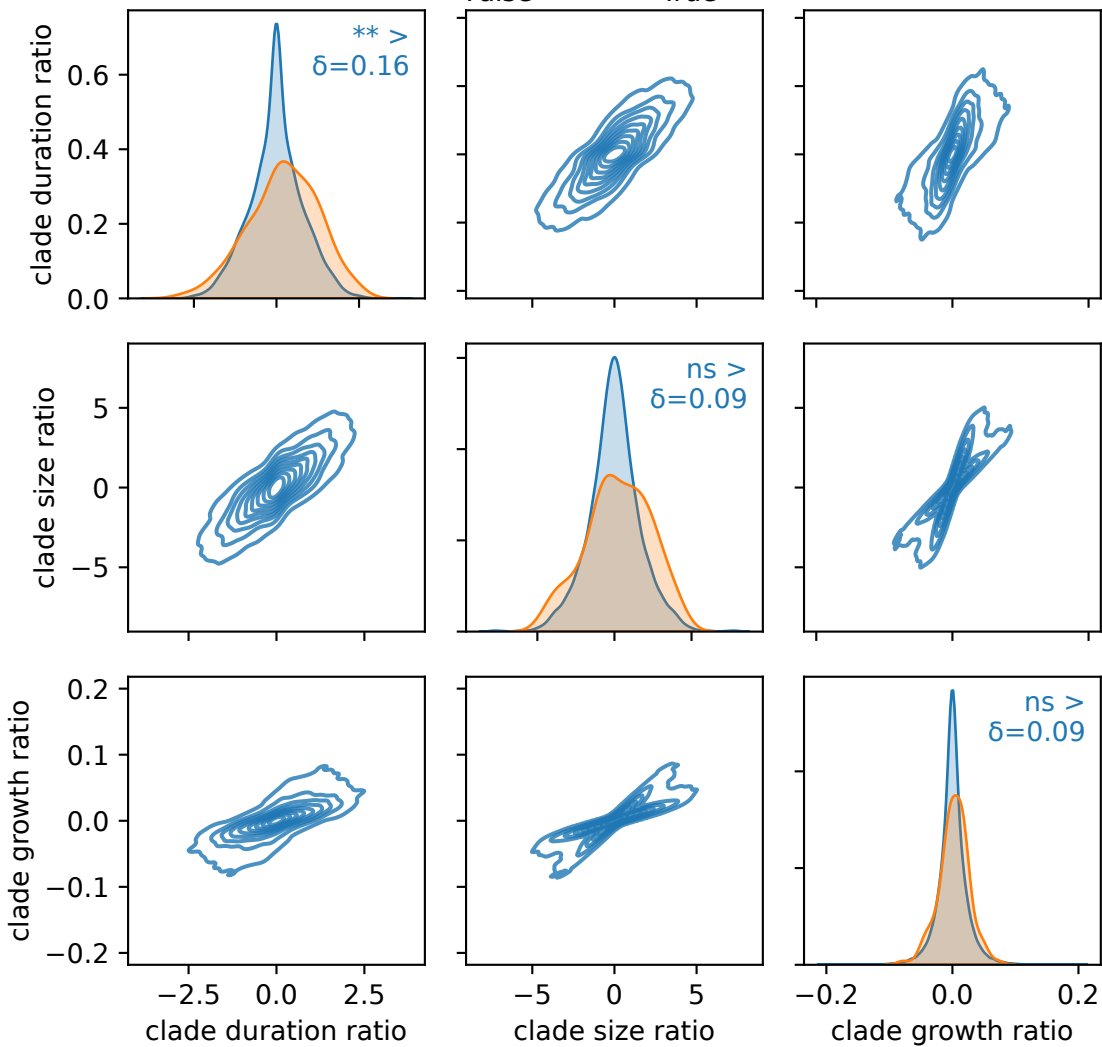 clade duration ratio
0.6
0.4
0.2
0.0
** >
δ=0.16
clade size ratio
5
0
−5
ns >
δ=0.09
clade growth ratio
0.2
0.1
0.0
−0.1
−0.2
ns >
δ=0.09
−2.5 0.0 2.5
clade duration ratio
−5 0 5
clade size ratio
−0.2 0.0 0.2
clade growth ratio